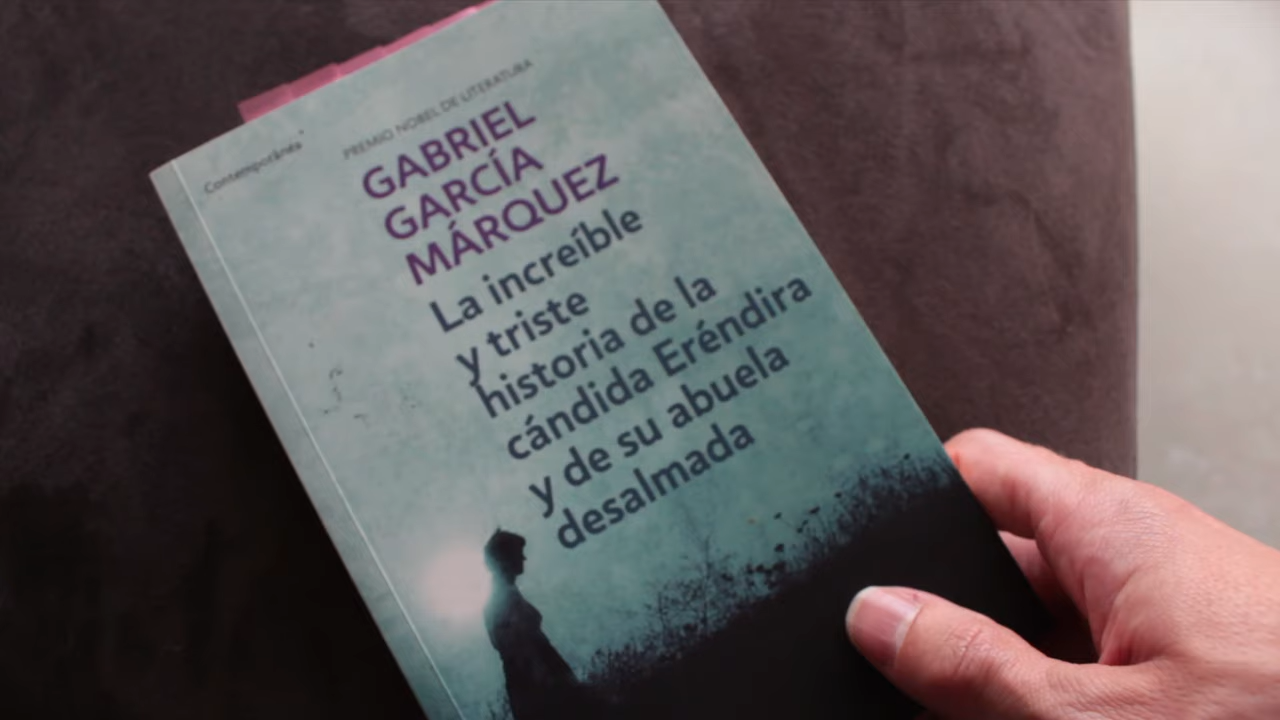 Contemporánea
PREMIO NOBEL DE LITERATURA
GABRIEL
GARCÍA
MÁRQUEZ
La increíble
y triste
historia de la
cándida Eréndira
y de su abuela
desalmada